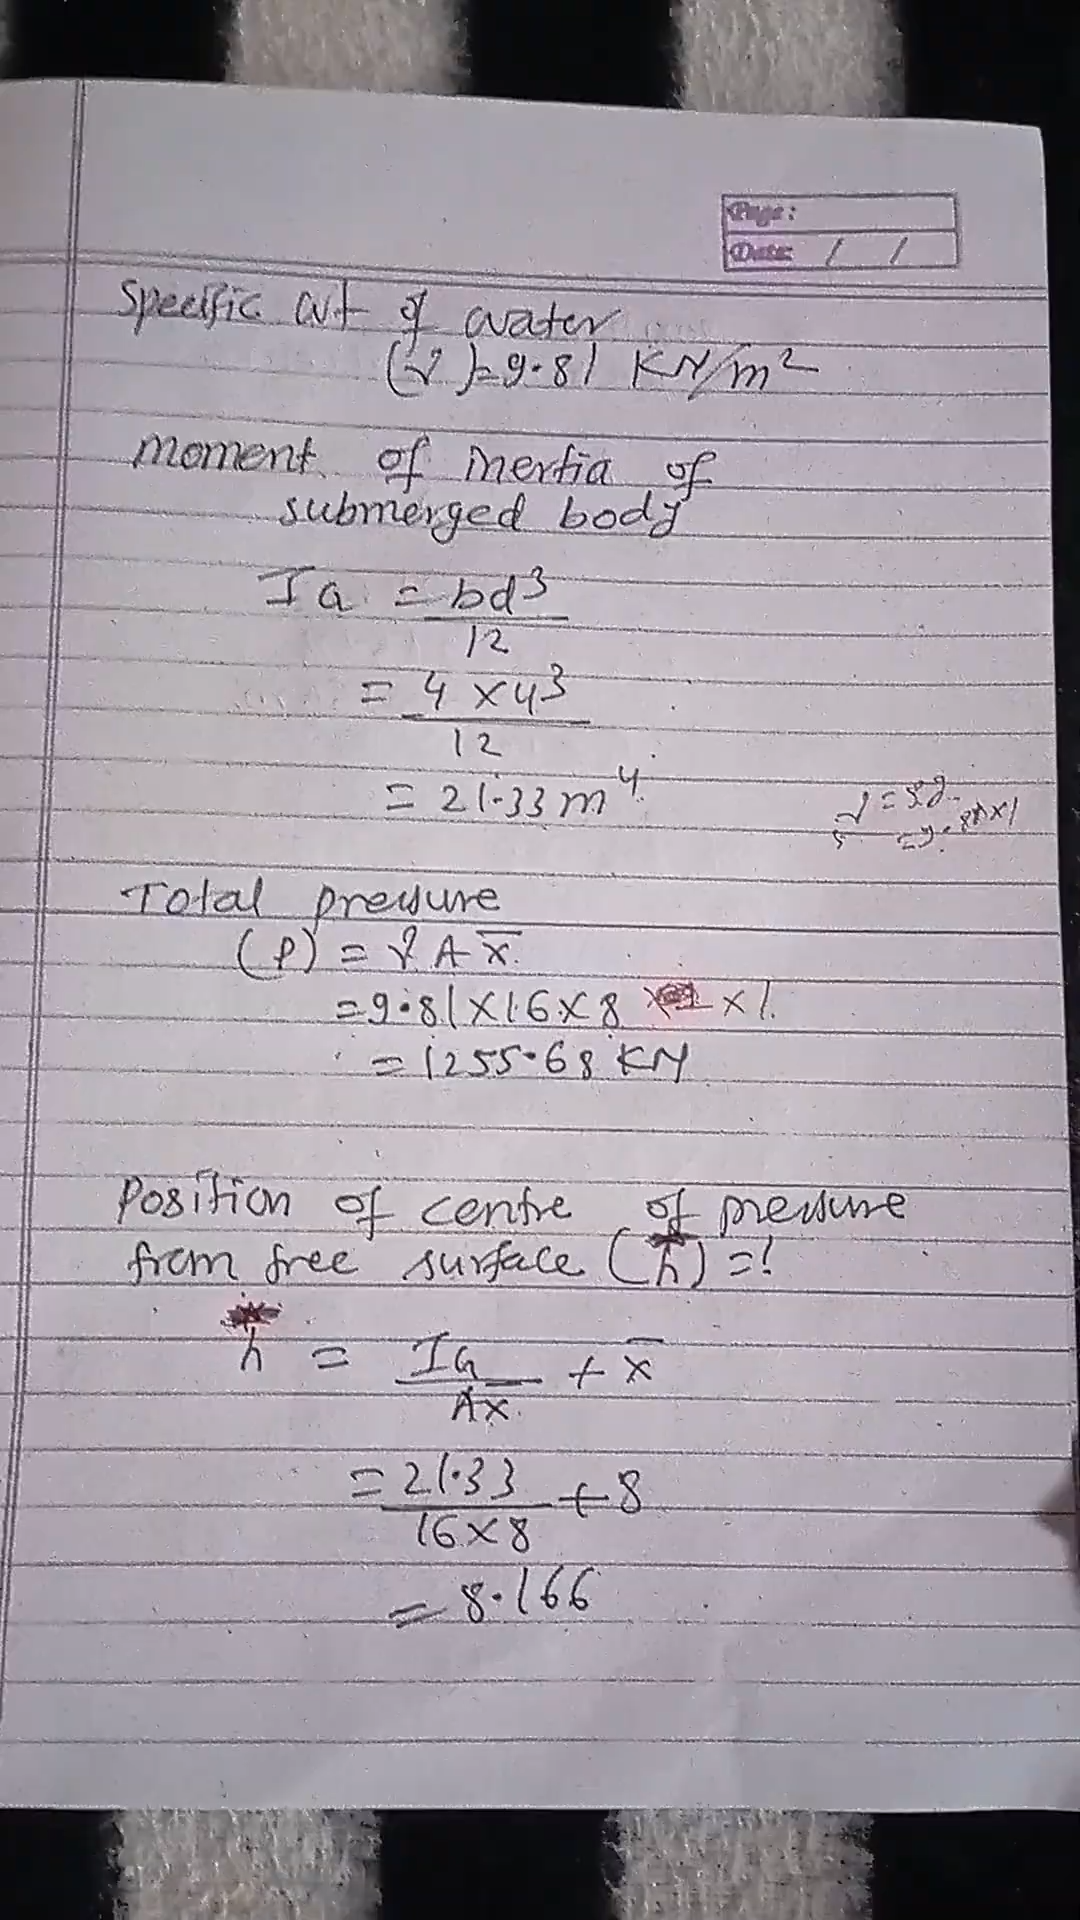 Page:
Date: / /
Specific wt of water
(γ) = 9.81 KN/m²
moment of inertia of
submerged body
IG = bd³
12
= 4 × 4³
12
= 21.33 m⁴
Total pressure
(P) = γ A x̄
= 9.81 × 16 × 8 × 1
= 1255.68 KN
Position of centre of pressure
from free surface (h̄) = ?
h = IG + x̄
Ax̄
= 21.33 + 8
16 × 8
= 8.166